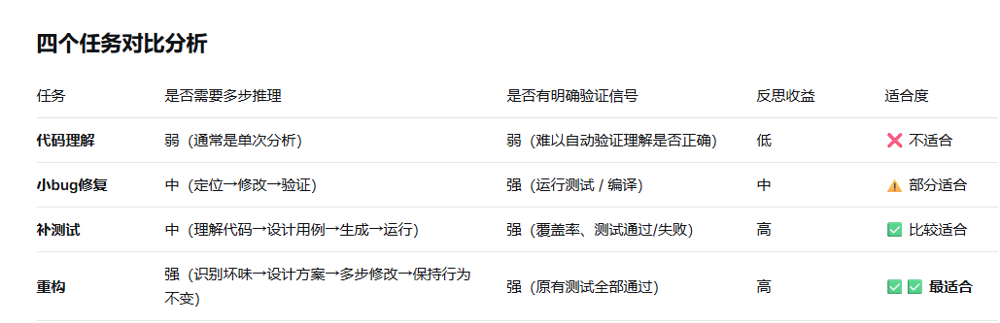 四个任务对比分析
任务 是否需要多步推理 是否有明确验证信号 反思收益 适合度
代码理解 弱（通常是单次分析） 弱（难以自动验证理解是否正确） 低 ❌ 不适合
小bug修复 中（定位→修改→验证） 强（运行测试 / 编译） 中 ⚠️ 部分适合
补测试 中（理解代码→设计用例→生成→运行） 强（覆盖率、测试通过/失败） 高 ✅ 比较适合
重构 强（识别坏味→设计方案→多步修改→保持行为
不变） 强（原有测试全部通过） 高 ✅ ✅ 最适合